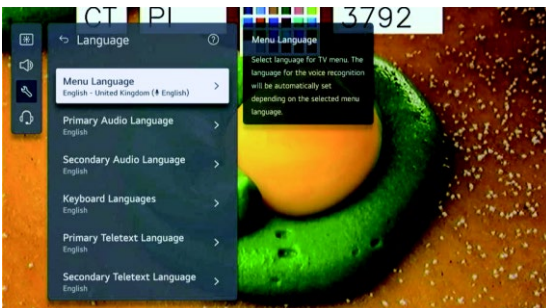 CT PI 3792
Language
Menu Language
English - United Kingdom (English)
Primary Audio Language
English
Secondary Audio Language
English
Keyboard Languages
English
Primary Teletext Language
English
Secondary Teletext Language
English
Menu Language
Select language for TV menu. The
language for the voice recognition
will be automatically set
depending on the selected menu
language.